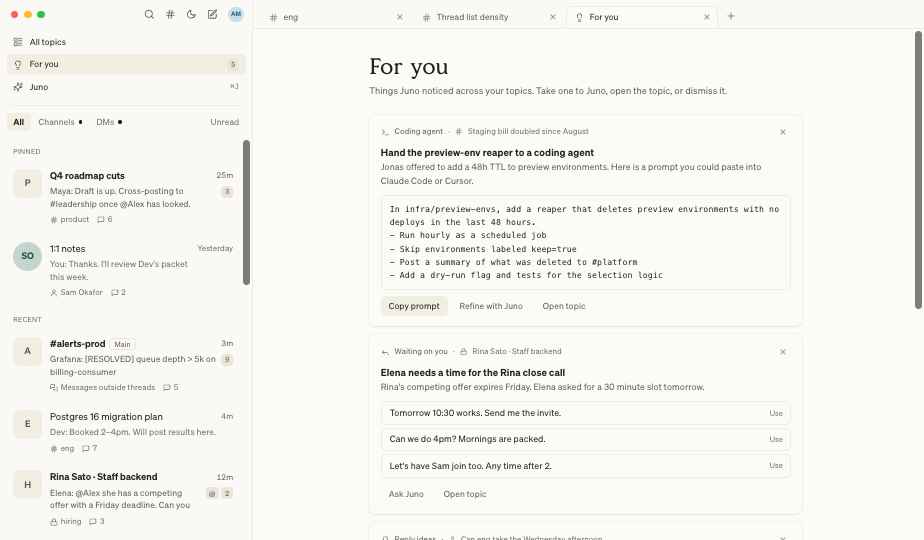 AM
All topics
For you 5
Juno ⌘J
All Channels DMs Unread
PINNED
P
Q4 roadmap cuts 25m
Maya: Draft is up. Cross-posting to 3
#leadership once @Alex has looked.
product 6
SO
1:1 notes Yesterday
You: Thanks. I'll review Dev's packet
this week.
Sam Okafor 2
RECENT
A
#alerts-prod Main 3m
Grafana: [RESOLVED] queue depth > 5k on 9
billing-consumer
Messages outside threads 5
E
Postgres 16 migration plan 4m
Dev: Booked 2–4pm. Will post results here.
eng 7
H
Rina Sato · Staff backend 12m
Elena: @Alex she has a competing @ 2
offer with a Friday deadline. Can you
hiring 3
eng
Thread list density
For you
For you
Things Juno noticed across your topics. Take one to Juno, open the topic, or dismiss it.
Coding agent · # Staging bill doubled since August
Hand the preview-env reaper to a coding agent
Jonas offered to add a 48h TTL to preview environments. Here is a prompt you could paste into
Claude Code or Cursor.
In infra/preview-envs, add a reaper that deletes preview environments with no
deploys in the last 48 hours.
– Run hourly as a scheduled job
– Skip environments labeled keep=true
– Post a summary of what was deleted to #platform
– Add a dry-run flag and tests for the selection logic
Copy prompt Refine with Juno Open topic
Waiting on you · Rina Sato · Staff backend
Elena needs a time for the Rina close call
Rina's competing offer expires Friday. Elena asked for a 30 minute slot tomorrow.
Tomorrow 10:30 works. Send me the invite. Use
Can we do 4pm? Mornings are packed. Use
Let's have Sam join too. Any time after 2. Use
Ask Juno Open topic
Reply ideas · Can eng take the Wednesday afternoon